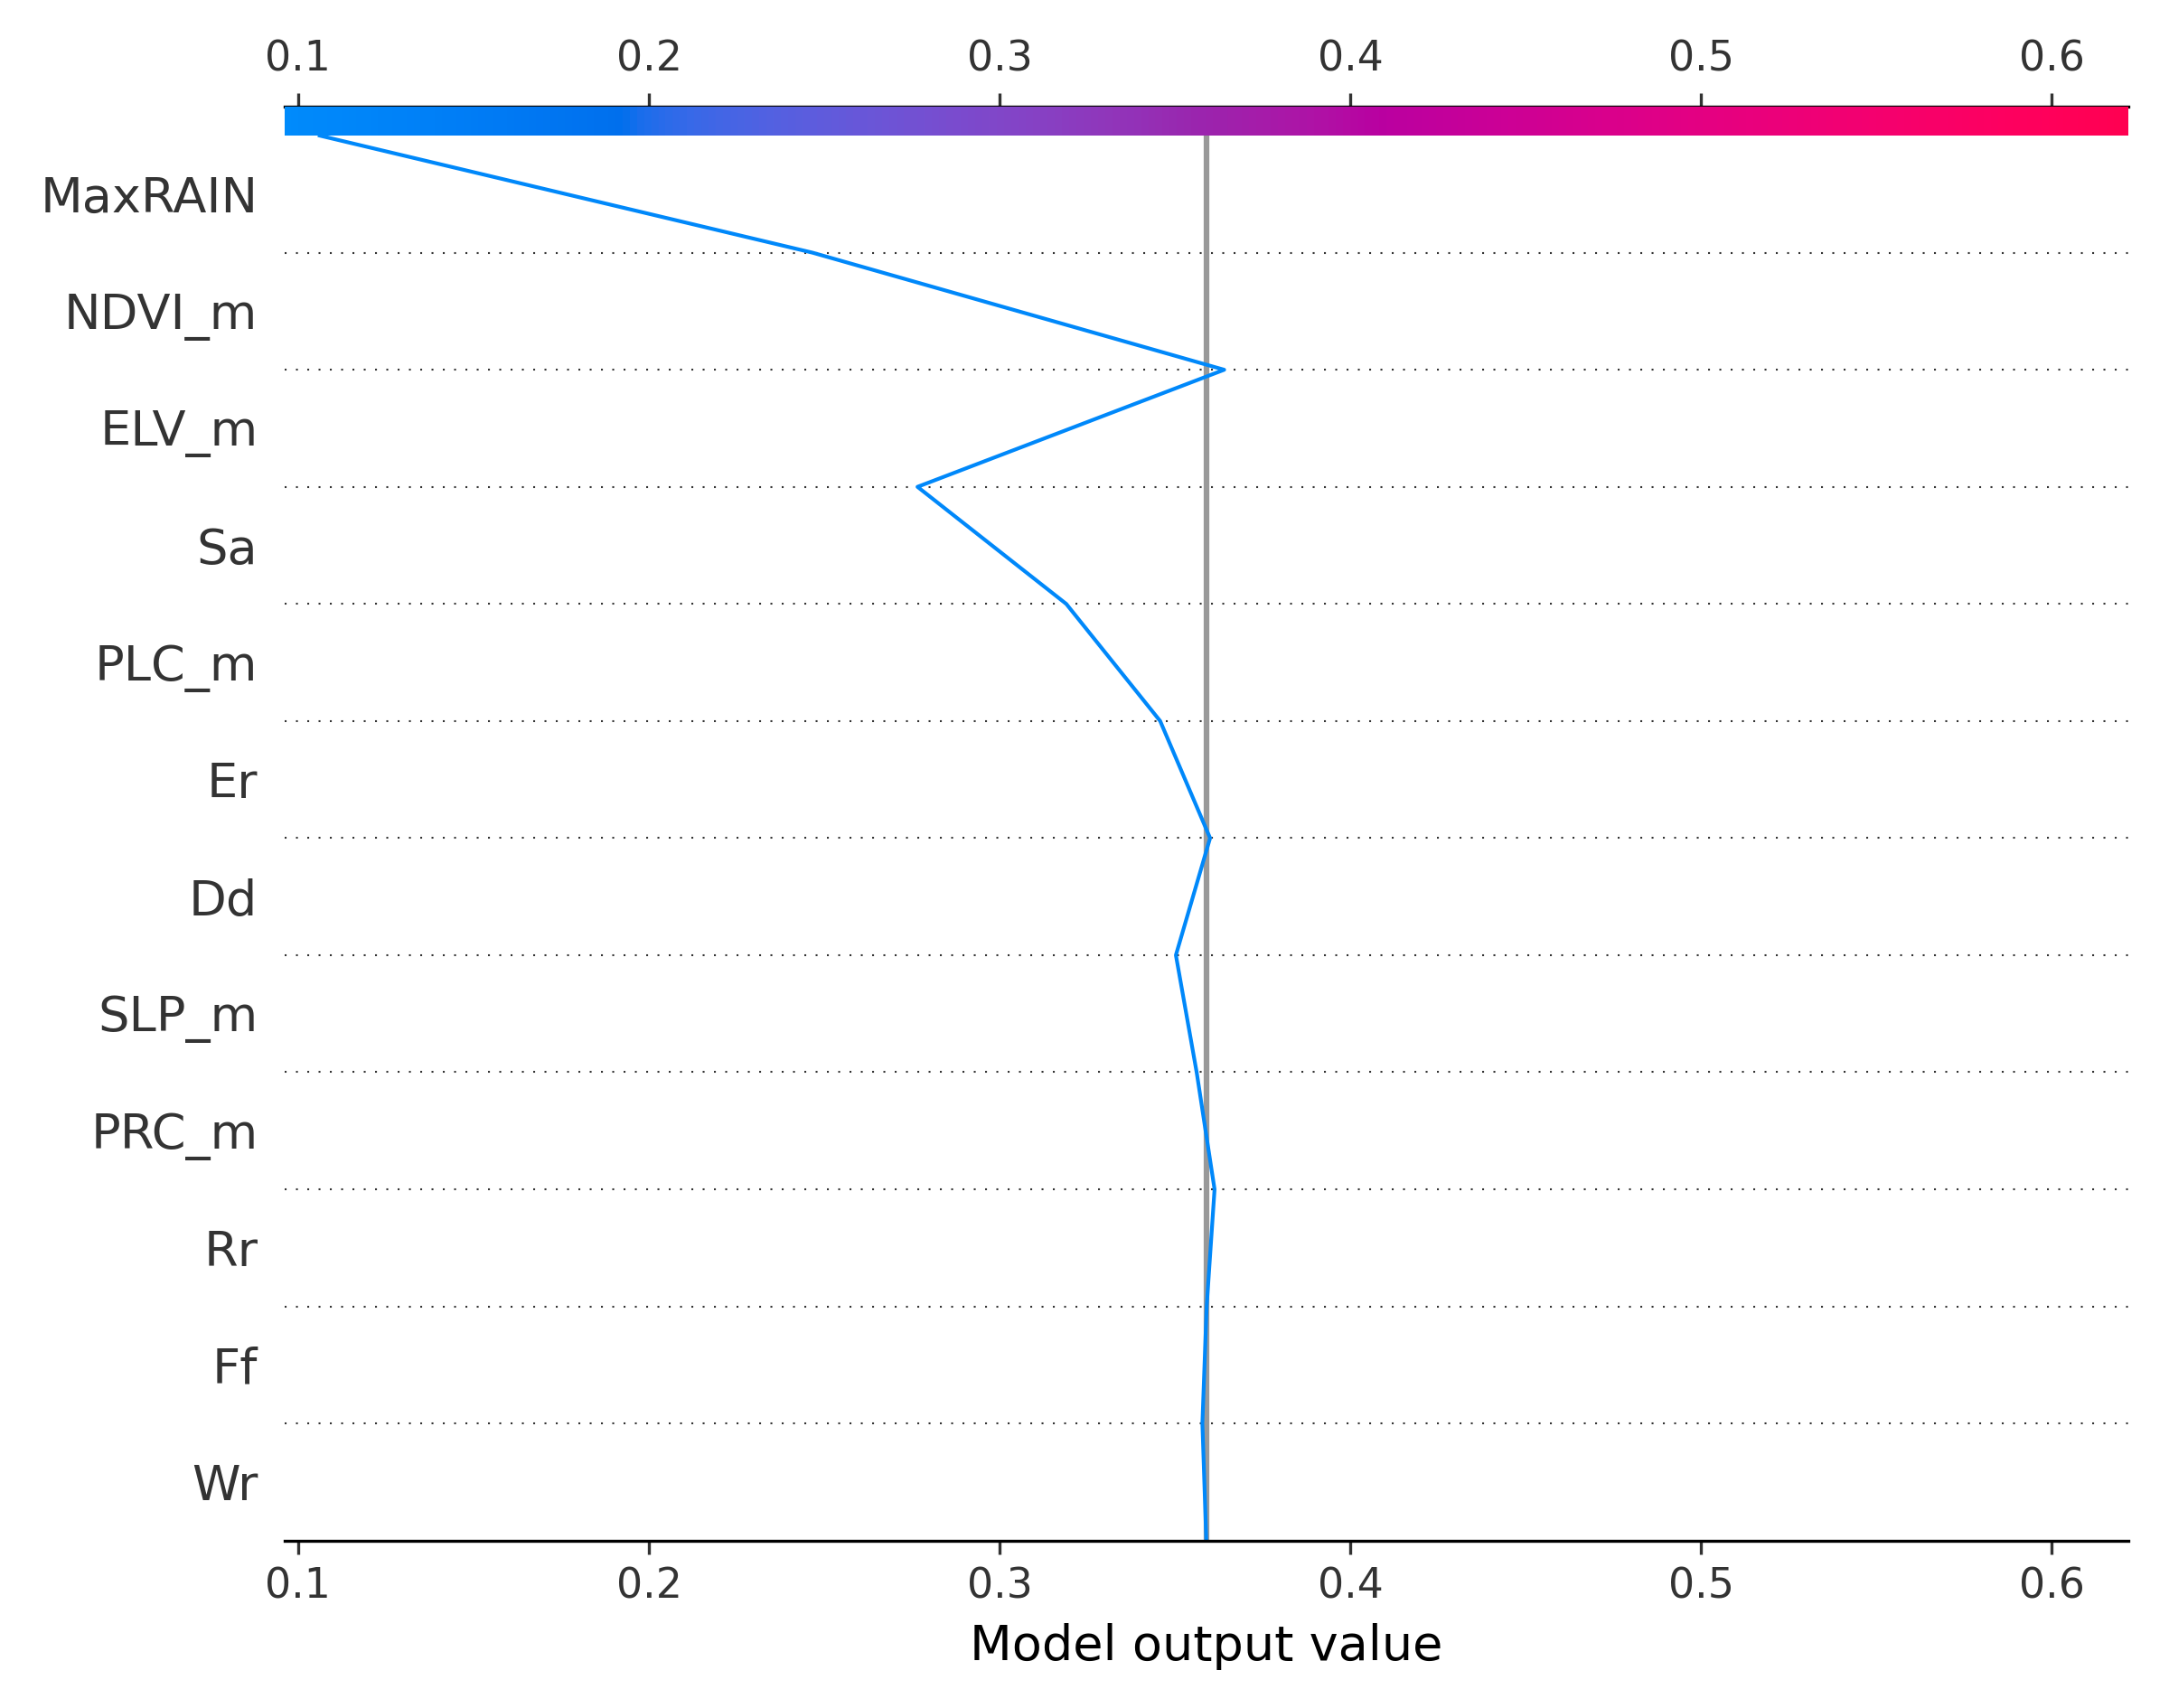 0.1 0.2 0.3 0.4 0.5 0.6
MaxRAIN
NDVI_m
ELV_m
Sa
PLC_m
Er
Dd
SLP_m
PRC_m
Rr
Ff
Wr
0.1 0.2 0.3 0.4 0.5 0.6
Model output value